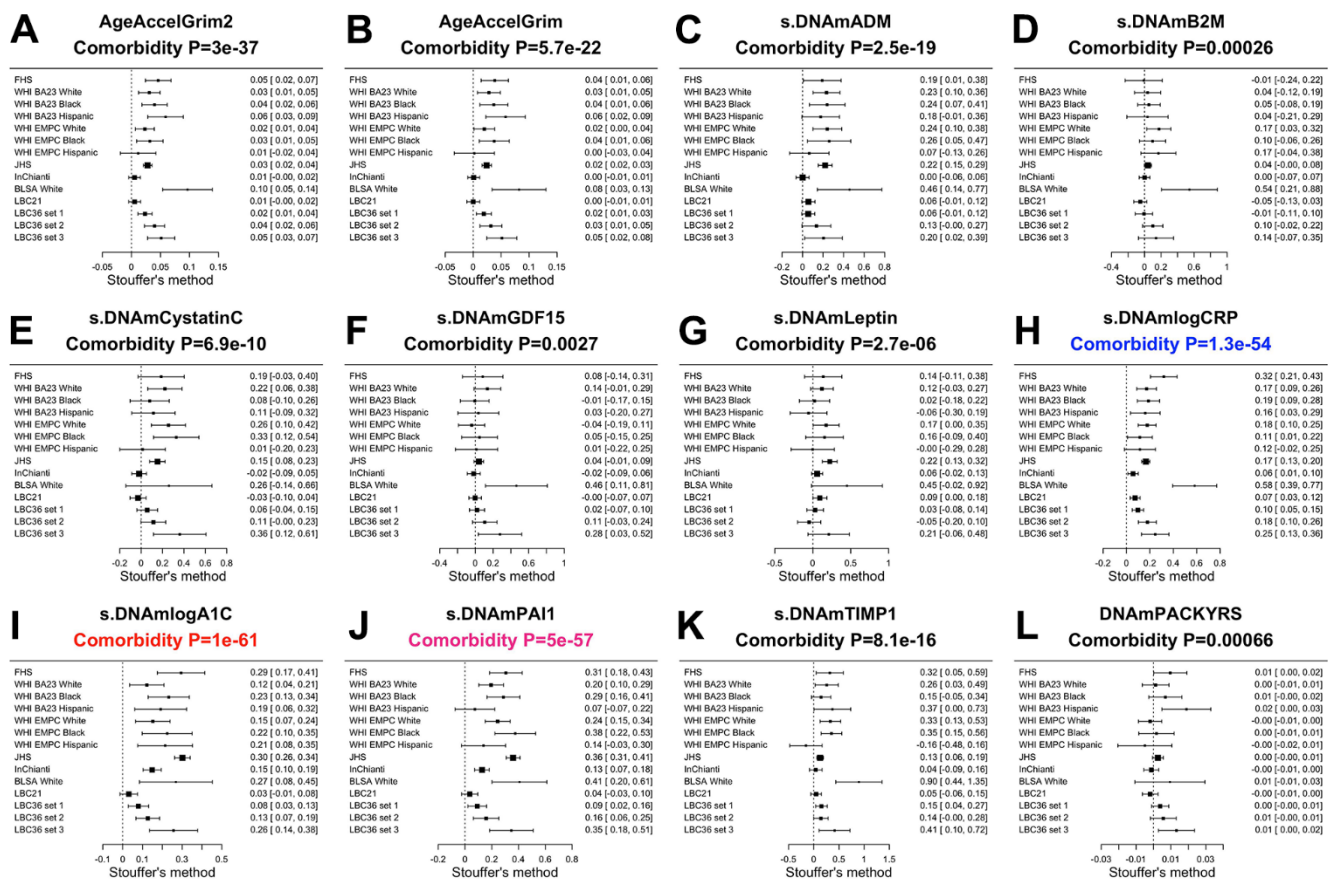 A
AgeAccelGrim2
Comorbidity P=3e-37
FHS 0.05 [ 0.02, 0.07]
WHI BA23 White 0.03 [ 0.01, 0.05]
WHI BA23 Black 0.04 [ 0.02, 0.06]
WHI BA23 Hispanic 0.06 [ 0.03, 0.09]
WHI EMPC White 0.02 [ 0.01, 0.04]
WHI EMPC Black 0.03 [ 0.01, 0.05]
WHI EMPC Hispanic 0.01 [-0.02, 0.04]
JHS 0.03 [ 0.02, 0.04]
InChianti 0.01 [-0.00, 0.02]
BLSA White 0.10 [ 0.05, 0.14]
LBC21 0.01 [-0.00, 0.02]
LBC36 set 1 0.02 [ 0.01, 0.04]
LBC36 set 2 0.04 [ 0.02, 0.06]
LBC36 set 3 0.05 [ 0.03, 0.07]
-0.05 0 0.05 0.1 0.15
Stouffer's method
B
AgeAccelGrim
Comorbidity P=5.7e-22
FHS 0.04 [ 0.01, 0.06]
WHI BA23 White 0.03 [ 0.01, 0.05]
WHI BA23 Black 0.04 [ 0.01, 0.06]
WHI BA23 Hispanic 0.06 [ 0.02, 0.09]
WHI EMPC White 0.02 [ 0.00, 0.04]
WHI EMPC Black 0.04 [ 0.01, 0.06]
WHI EMPC Hispanic 0.00 [-0.03, 0.04]
JHS 0.02 [ 0.02, 0.03]
InChianti 0.00 [-0.01, 0.01]
BLSA White 0.08 [ 0.03, 0.13]
LBC21 0.00 [-0.01, 0.01]
LBC36 set 1 0.02 [ 0.01, 0.03]
LBC36 set 2 0.03 [ 0.01, 0.05]
LBC36 set 3 0.05 [ 0.02, 0.08]
-0.05 0 0.05 0.1 0.15
Stouffer's method
C
s.DNAmADM
Comorbidity P=2.5e-19
FHS 0.19 [ 0.01, 0.38]
WHI BA23 White 0.23 [ 0.10, 0.36]
WHI BA23 Black 0.24 [ 0.07, 0.41]
WHI BA23 Hispanic 0.18 [-0.01, 0.36]
WHI EMPC White 0.24 [ 0.10, 0.38]
WHI EMPC Black 0.26 [ 0.05, 0.47]
WHI EMPC Hispanic 0.07 [-0.13, 0.26]
JHS 0.22 [ 0.15, 0.29]
InChianti 0.00 [-0.06, 0.06]
BLSA White 0.46 [ 0.14, 0.77]
LBC21 0.06 [-0.01, 0.12]
LBC36 set 1 0.06 [-0.01, 0.12]
LBC36 set 2 0.13 [-0.00, 0.27]
LBC36 set 3 0.20 [ 0.02, 0.39]
-0.2 0 0.2 0.4 0.6 0.8
Stouffer's method
D
s.DNAmB2M
Comorbidity P=0.00026
FHS -0.01 [-0.24, 0.22]
WHI BA23 White 0.04 [-0.12, 0.19]
WHI BA23 Black 0.05 [-0.08, 0.19]
WHI BA23 Hispanic 0.04 [-0.21, 0.29]
WHI EMPC White 0.17 [ 0.03, 0.32]
WHI EMPC Black 0.10 [-0.06, 0.26]
WHI EMPC Hispanic 0.17 [-0.04, 0.38]
JHS 0.04 [-0.00, 0.08]
InChianti 0.00 [-0.07, 0.07]
BLSA White 0.54 [ 0.21, 0.88]
LBC21 -0.05 [-0.13, 0.03]
LBC36 set 1 -0.01 [-0.11, 0.10]
LBC36 set 2 0.10 [-0.02, 0.22]
LBC36 set 3 0.14 [-0.07, 0.35]
-0.4 0 0.2 0.6 1
Stouffer's method
E
s.DNAmCystatinC
Comorbidity P=6.9e-10
FHS 0.19 [-0.03, 0.40]
WHI BA23 White 0.22 [ 0.06, 0.38]
WHI BA23 Black 0.08 [-0.10, 0.26]
WHI BA23 Hispanic 0.11 [-0.09, 0.32]
WHI EMPC White 0.26 [ 0.10, 0.42]
WHI EMPC Black 0.33 [ 0.12, 0.54]
WHI EMPC Hispanic 0.01 [-0.20, 0.23]
JHS 0.15 [ 0.08, 0.23]
InChianti -0.02 [-0.09, 0.05]
BLSA White 0.26 [-0.14, 0.66]
LBC21 -0.03 [-0.10, 0.04]
LBC36 set 1 0.06 [-0.04, 0.15]
LBC36 set 2 0.11 [-0.00, 0.23]
LBC36 set 3 0.36 [ 0.12, 0.61]
-0.2 0 0.2 0.4 0.6 0.8
Stouffer's method
F
s.DNAmGDF15
Comorbidity P=0.0027
FHS 0.08 [-0.14, 0.31]
WHI BA23 White 0.14 [-0.01, 0.29]
WHI BA23 Black -0.01 [-0.17, 0.15]
WHI BA23 Hispanic 0.03 [-0.20, 0.27]
WHI EMPC White -0.04 [-0.19, 0.11]
WHI EMPC Black 0.05 [-0.15, 0.25]
WHI EMPC Hispanic 0.01 [-0.22, 0.25]
JHS 0.04 [-0.01, 0.09]
InChianti -0.02 [-0.09, 0.06]
BLSA White 0.46 [ 0.11, 0.81]
LBC21 -0.00 [-0.07, 0.07]
LBC36 set 1 0.02 [-0.07, 0.10]
LBC36 set 2 0.11 [-0.03, 0.24]
LBC36 set 3 0.28 [ 0.03, 0.52]
-0.4 0 0.2 0.6 1
Stouffer's method
G
s.DNAmLeptin
Comorbidity P=2.7e-06
FHS 0.14 [-0.11, 0.38]
WHI BA23 White 0.12 [-0.03, 0.27]
WHI BA23 Black 0.02 [-0.18, 0.22]
WHI BA23 Hispanic -0.06 [-0.30, 0.19]
WHI EMPC White 0.17 [ 0.00, 0.35]
WHI EMPC Black 0.16 [-0.09, 0.40]
WHI EMPC Hispanic -0.00 [-0.29, 0.28]
JHS 0.22 [ 0.13, 0.32]
InChianti 0.06 [-0.02, 0.13]
BLSA White 0.45 [-0.02, 0.92]
LBC21 0.09 [ 0.00, 0.18]
LBC36 set 1 0.03 [-0.08, 0.14]
LBC36 set 2 -0.05 [-0.20, 0.10]
LBC36 set 3 0.21 [-0.06, 0.48]
-0.5 0 0.5 1
Stouffer's method
H
s.DNAmlogCRP
Comorbidity P=1.3e-54
FHS 0.32 [ 0.21, 0.43]
WHI BA23 White 0.17 [ 0.09, 0.26]
WHI BA23 Black 0.19 [ 0.09, 0.28]
WHI BA23 Hispanic 0.16 [ 0.03, 0.29]
WHI EMPC White 0.18 [ 0.10, 0.25]
WHI EMPC Black 0.11 [ 0.01, 0.22]
WHI EMPC Hispanic 0.12 [-0.02, 0.25]
JHS 0.17 [ 0.13, 0.20]
InChianti 0.06 [ 0.01, 0.10]
BLSA White 0.58 [ 0.39, 0.77]
LBC21 0.07 [ 0.03, 0.12]
LBC36 set 1 0.10 [ 0.05, 0.15]
LBC36 set 2 0.18 [ 0.10, 0.26]
LBC36 set 3 0.25 [ 0.13, 0.36]
-0.2 0 0.2 0.4 0.6 0.8
Stouffer's method
I
s.DNAmlogA1C
Comorbidity P=1e-61
FHS 0.29 [ 0.17, 0.41]
WHI BA23 White 0.12 [ 0.04, 0.21]
WHI BA23 Black 0.23 [ 0.13, 0.34]
WHI BA23 Hispanic 0.19 [ 0.06, 0.32]
WHI EMPC White 0.15 [ 0.07, 0.24]
WHI EMPC Black 0.22 [ 0.10, 0.35]
WHI EMPC Hispanic 0.21 [ 0.08, 0.35]
JHS 0.30 [ 0.26, 0.34]
InChianti 0.15 [ 0.10, 0.19]
BLSA White 0.27 [ 0.08, 0.45]
LBC21 0.03 [-0.01, 0.08]
LBC36 set 1 0.08 [ 0.03, 0.13]
LBC36 set 2 0.13 [ 0.07, 0.19]
LBC36 set 3 0.26 [ 0.14, 0.38]
-0.1 0.1 0.3 0.5
Stouffer's method
J
s.DNAmPAI1
Comorbidity P=5e-57
FHS 0.31 [ 0.18, 0.43]
WHI BA23 White 0.20 [ 0.10, 0.29]
WHI BA23 Black 0.29 [ 0.16, 0.41]
WHI BA23 Hispanic 0.07 [-0.07, 0.22]
WHI EMPC White 0.24 [ 0.15, 0.34]
WHI EMPC Black 0.38 [ 0.22, 0.53]
WHI EMPC Hispanic 0.14 [-0.03, 0.30]
JHS 0.36 [ 0.31, 0.41]
InChianti 0.13 [ 0.07, 0.18]
BLSA White 0.41 [ 0.20, 0.61]
LBC21 0.04 [-0.03, 0.10]
LBC36 set 1 0.09 [ 0.02, 0.16]
LBC36 set 2 0.16 [ 0.06, 0.25]
LBC36 set 3 0.35 [ 0.18, 0.51]
-0.2 0 0.2 0.4 0.6 0.8
Stouffer's method
K
s.DNAmTIMP1
Comorbidity P=8.1e-16
FHS 0.32 [ 0.05, 0.59]
WHI BA23 White 0.26 [ 0.03, 0.49]
WHI BA23 Black 0.15 [-0.05, 0.34]
WHI BA23 Hispanic 0.37 [ 0.00, 0.73]
WHI EMPC White 0.33 [ 0.13, 0.53]
WHI EMPC Black 0.35 [ 0.15, 0.56]
WHI EMPC Hispanic -0.16 [-0.48, 0.16]
JHS 0.13 [ 0.06, 0.19]
InChianti 0.04 [-0.09, 0.16]
BLSA White 0.90 [ 0.44, 1.35]
LBC21 0.05 [-0.06, 0.15]
LBC36 set 1 0.15 [ 0.04, 0.27]
LBC36 set 2 0.14 [-0.00, 0.28]
LBC36 set 3 0.41 [ 0.10, 0.72]
-0.5 0 0.5 1 1.5
Stouffer's method
L
DNAmPACKYRS
Comorbidity P=0.00066
FHS 0.01 [ 0.00, 0.02]
WHI BA23 White 0.00 [-0.01, 0.01]
WHI BA23 Black 0.01 [-0.00, 0.02]
WHI BA23 Hispanic 0.02 [ 0.00, 0.03]
WHI EMPC White -0.00 [-0.01, 0.00]
WHI EMPC Black -0.00 [-0.01, 0.01]
WHI EMPC Hispanic -0.00 [-0.02, 0.01]
JHS 0.00 [-0.00, 0.01]
InChianti -0.00 [-0.01, 0.00]
BLSA White 0.01 [-0.01, 0.03]
LBC21 -0.00 [-0.01, 0.00]
LBC36 set 1 0.00 [-0.00, 0.01]
LBC36 set 2 0.01 [-0.00, 0.01]
LBC36 set 3 0.01 [ 0.00, 0.02]
-0.03 -0.01 0.01 0.03
Stouffer's method